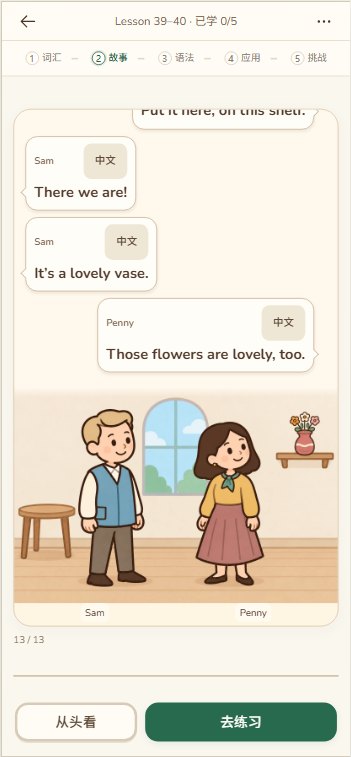 Lesson 39–40 · 已学 0/5
1 词汇 2 故事 3 语法 4 应用 5 挑战
Put it here, on this shelf.
Sam 中文
There we are!
Sam 中文
It's a lovely vase.
Penny 中文
Those flowers are lovely, too.
Sam Penny
13 / 13
从头看 去练习